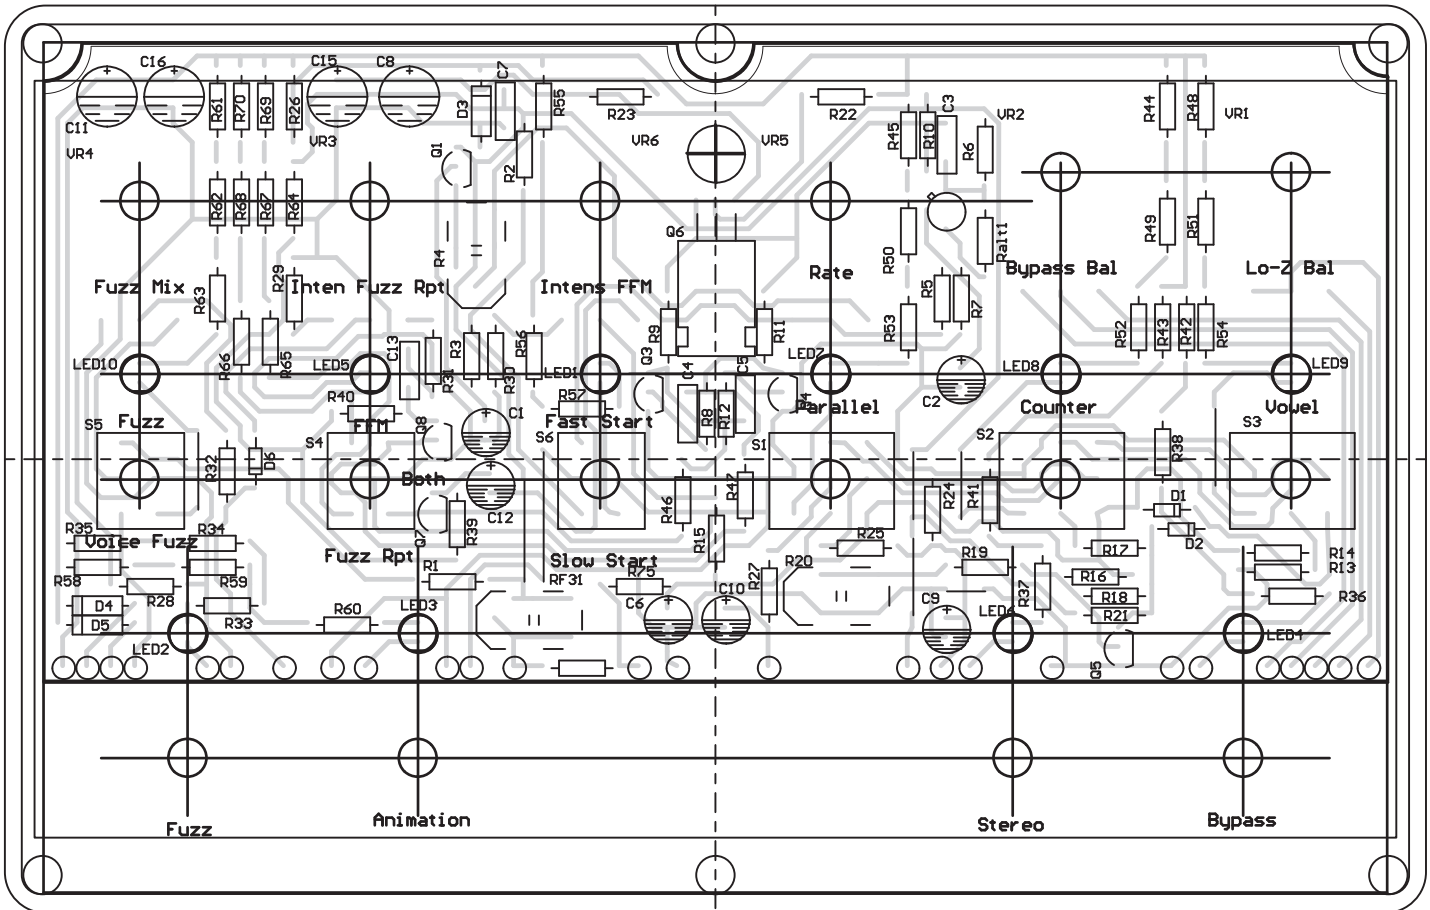 C16
C15
C8
C7
C11
R61
R70
R69
R26
VR3
VR4
D3
R55
R23
R22
R45
R10
C3
VR2
R44
R48
VR1
Q1
R2
VR6
VR5
R6
R62
R68
R67
R64
R4
Q6
R50
Ralt1
R49
R51
Fuzz Mix
Inten Fuzz Rpt
Intens FFM
Rate
Bypass Bal
Lo-Z Bal
R63
R29
R5
R7
R53
R66
R65
C13
R31
R3
R30
R56
R9
R11
Q3
R52
R43
R42
R54
LED10
LED5
LED1
LED7
LED8
LED9
C4
C5
R40
R57
R8
R12
Q4
C2
C1
Q8
S5
Fuzz
FFM
S4
S6
Fast Start
S1
Parallel
S2
Counter
S3
Vowel
R32
D6
Both
R38
C12
R46
R47
R24
R41
D1
D2
Q7
R39
R15
R35
R34
Voice Fuzz
Fuzz Rpt
Slow Start
R25
R17
R14
R13
R58
R59
R28
R1
RF31
R75
R27
R20
R19
R37
R16
R18
R21
R36
D4
D5
R33
R60
LED3
C6
C10
C9
LED6
LED4
LED2
Q5
Fuzz
Animation
Stereo
Bypass